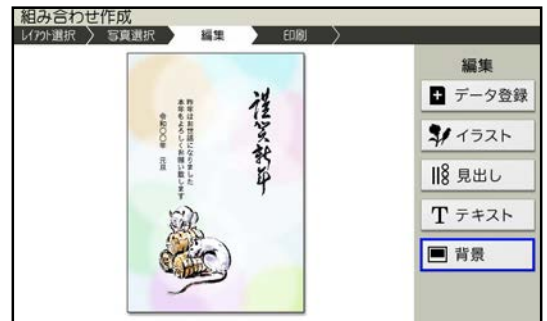 組み合わせ作成
レイアウト選択
写真選択
編集
印刷
謹賀新年
昨年はお世話になりました
本年もよろしくお願い致します
令和〇〇年 元旦
編集
データ登録
イラスト
見出し
T テキスト
背景